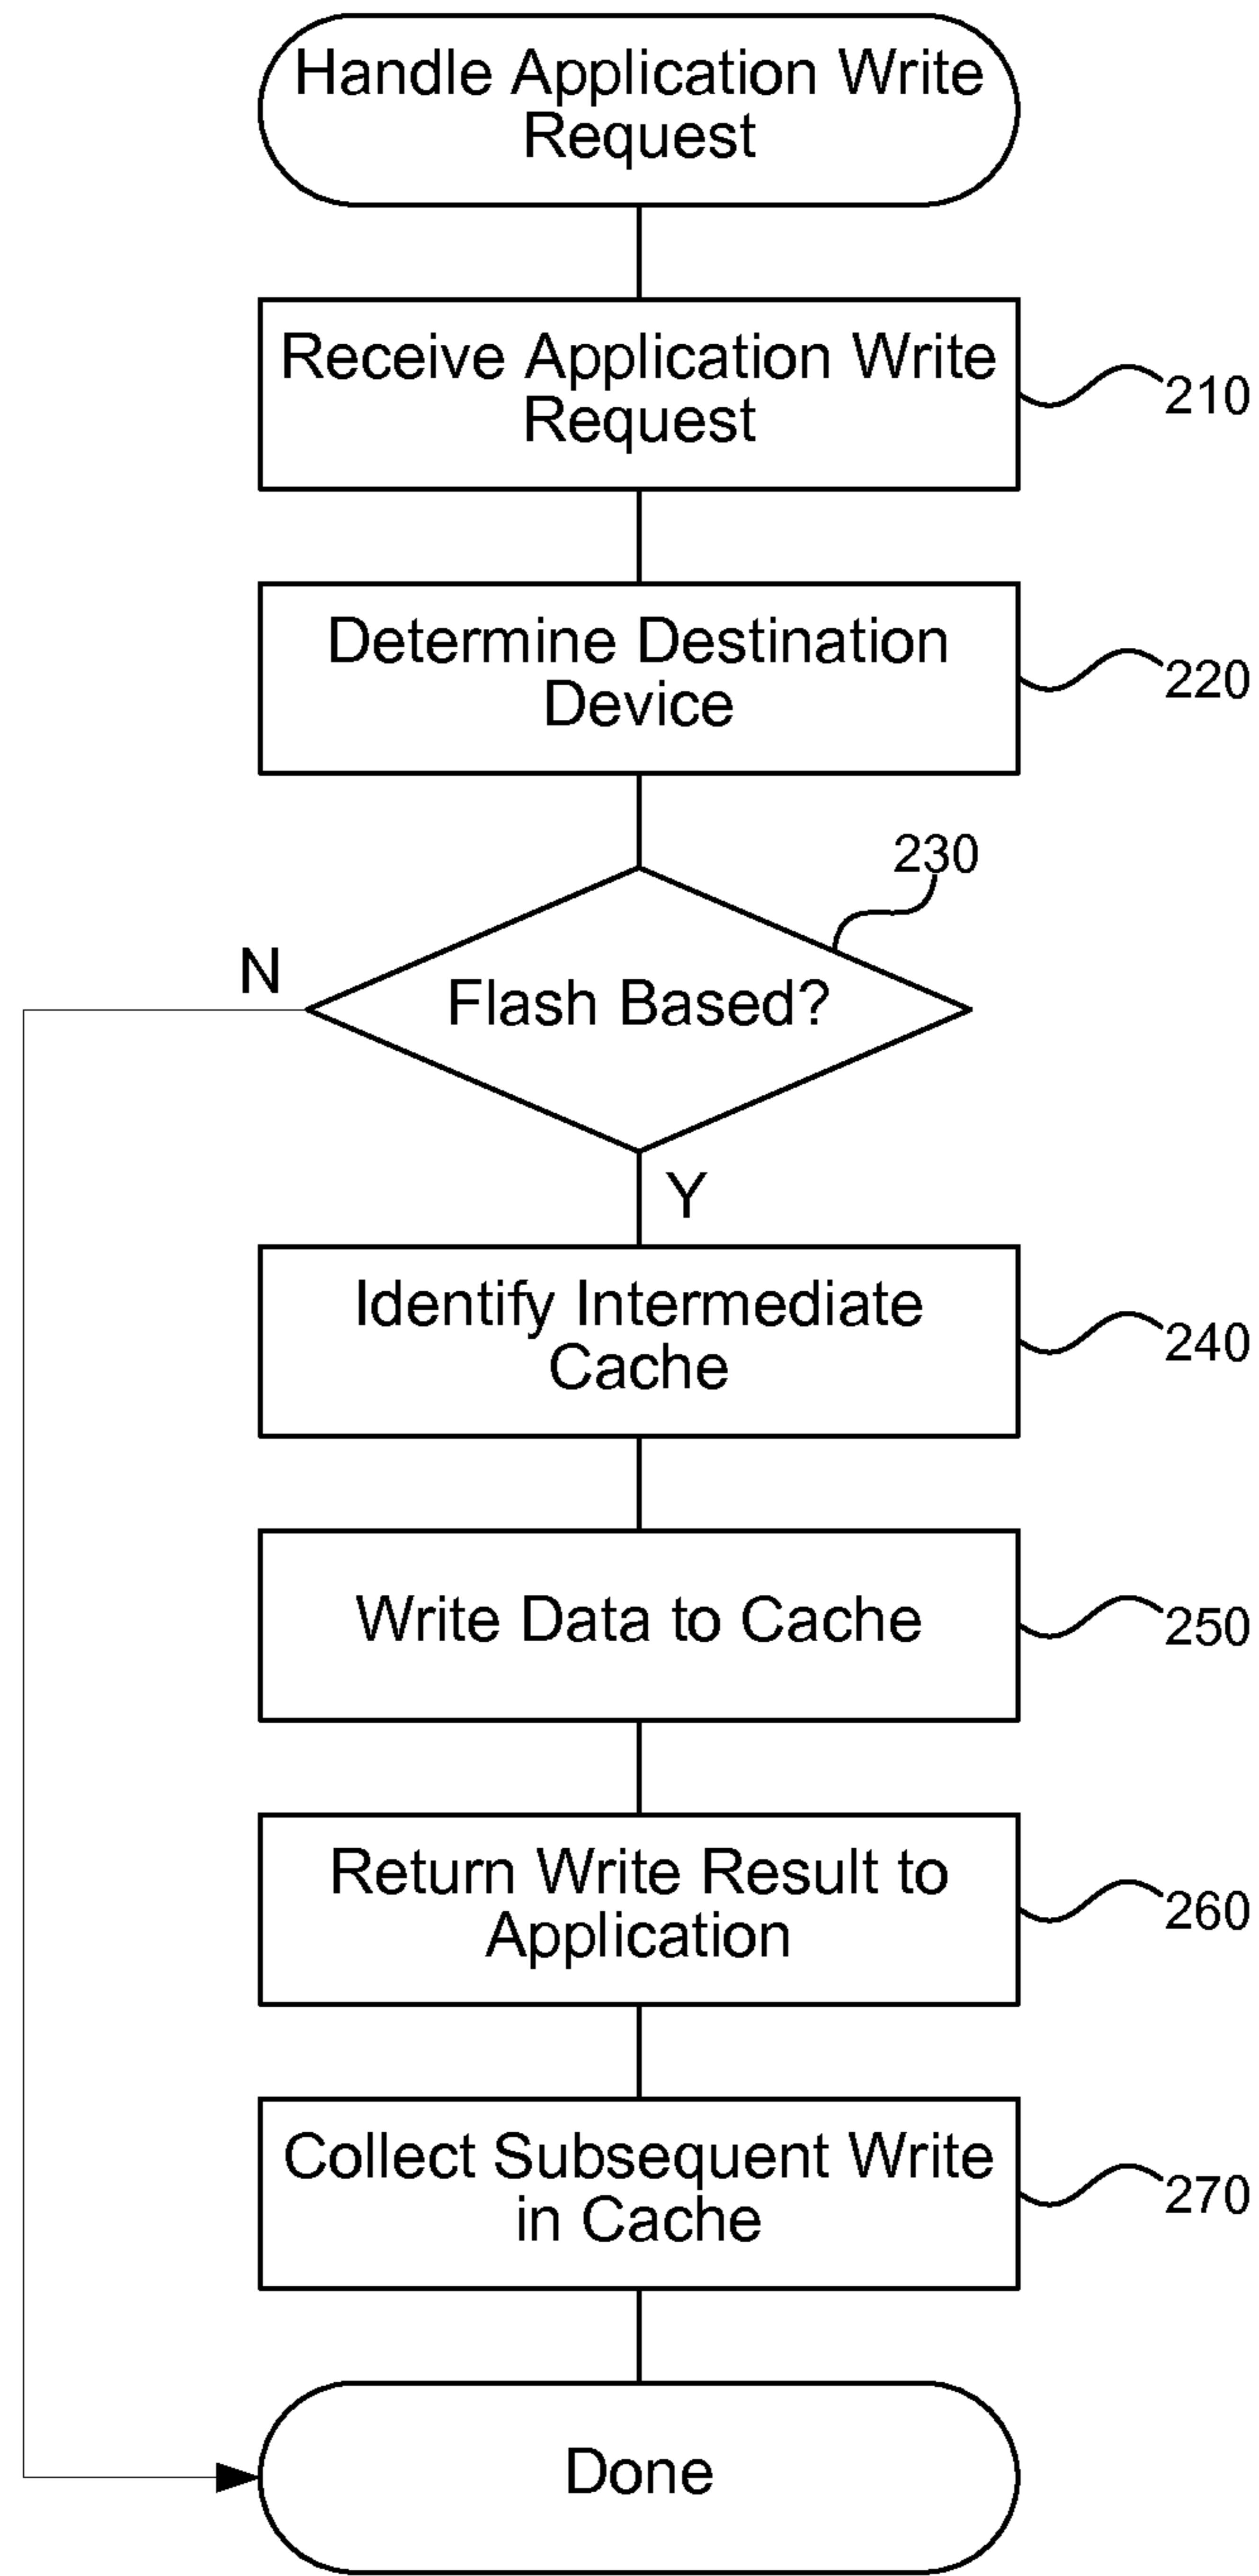 Handle Application Write
Request
Receive Application Write
Request
210
Determine Destination
Device
220
230
N
Flash Based?
Y
Identify Intermediate
Cache
240
Write Data to Cache
250
Return Write Result to
Application
260
Collect Subsequent Write
in Cache
270
Done